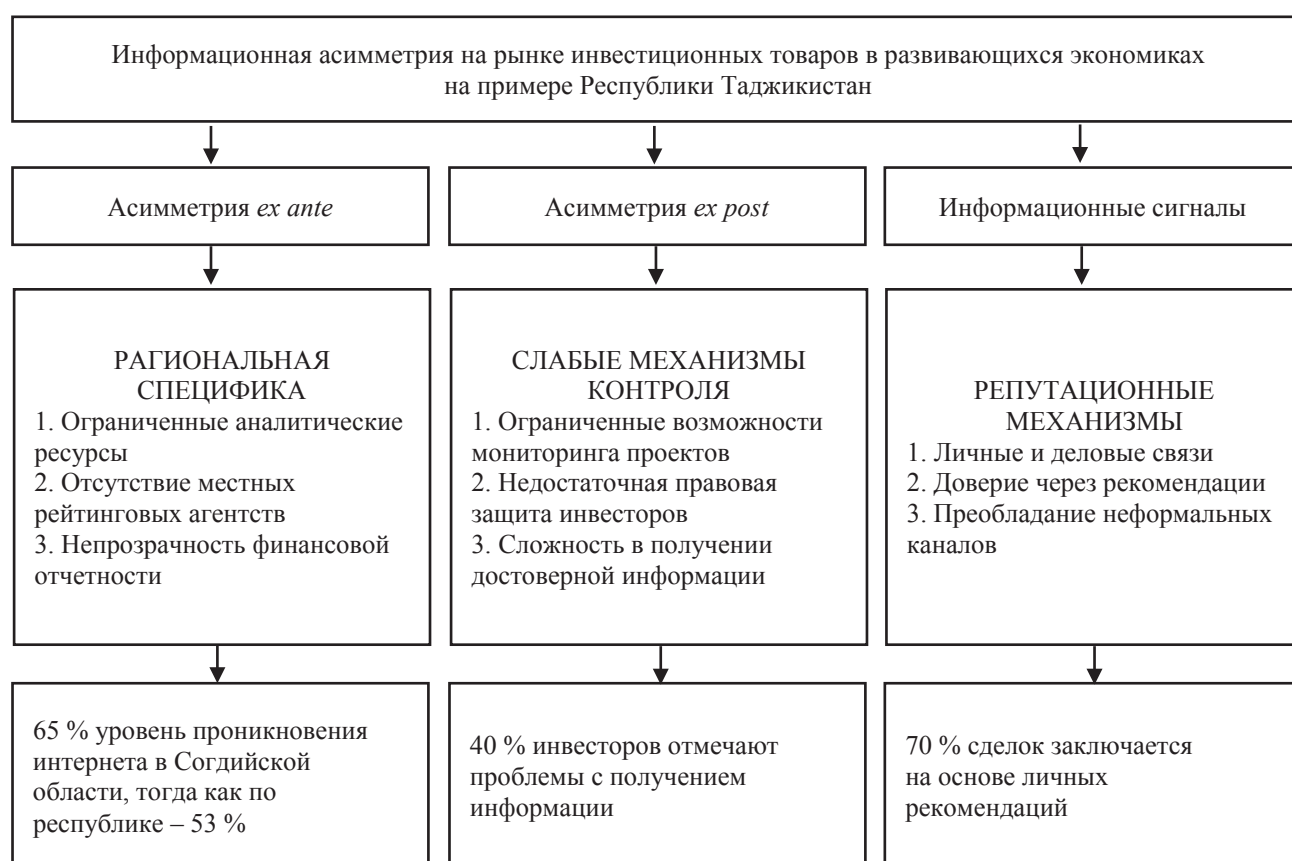 Информационная асимметрия на рынке инвестиционных товаров в развивающихся экономиках
на примере Республики Таджикистан
Асимметрия ex ante
Асимметрия ex post
Информационные сигналы
РАГИОНАЛЬНАЯ
СПЕЦИФИКА
1. Ограниченные аналитические
ресурсы
2. Отсутствие местных
рейтинговых агентств
3. Непрозрачность финансовой
отчетности
СЛАБЫЕ МЕХАНИЗМЫ
КОНТРОЛЯ
1. Ограниченные возможности
мониторинга проектов
2. Недостаточная правовая
защита инвесторов
3. Сложность в получении
достоверной информации
РЕПУТАЦИОННЫЕ
МЕХАНИЗМЫ
1. Личные и деловые связи
2. Доверие через рекомендации
3. Преобладание неформальных
каналов
65 % уровень проникновения
интернета в Согдийской
области, тогда как по
республике – 53 %
40 % инвесторов отмечают
проблемы с получением
информации
70 % сделок заключается
на основе личных
рекомендаций